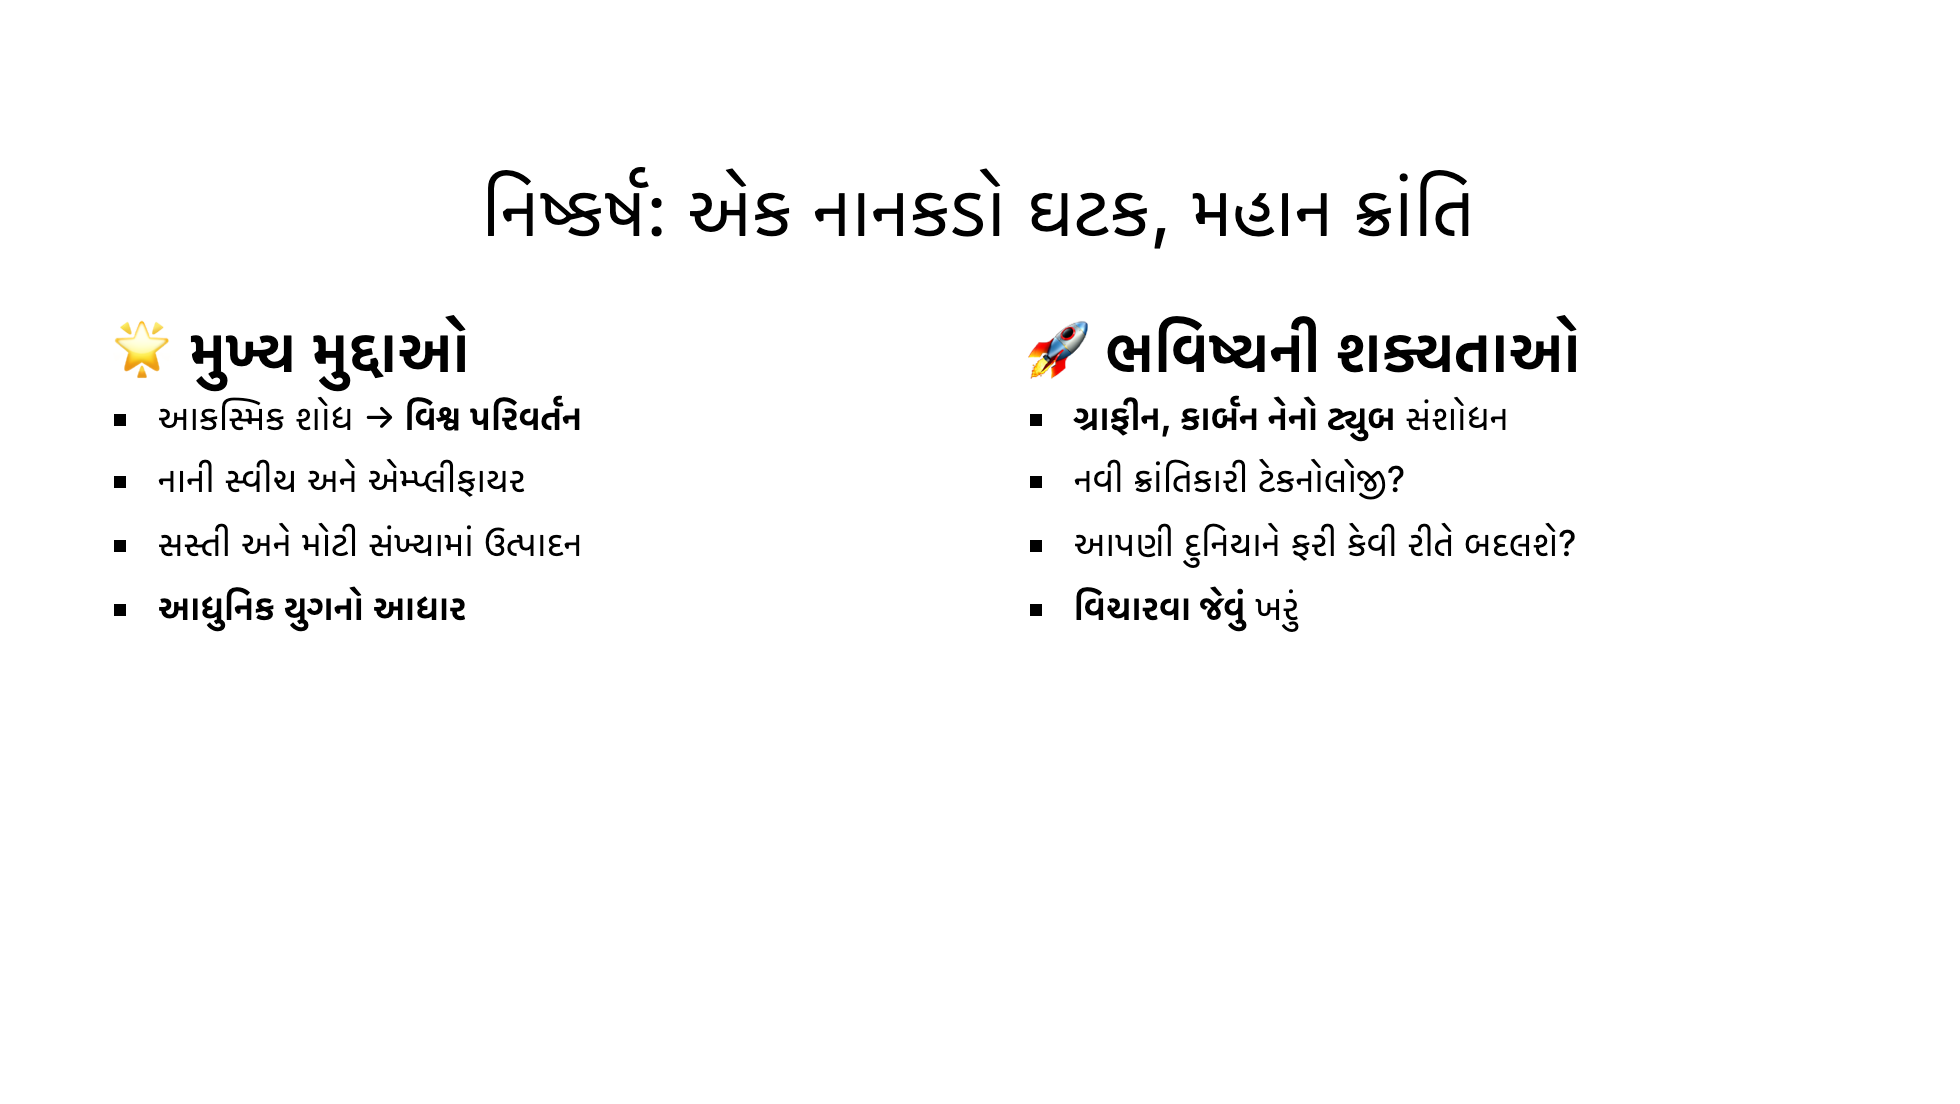 નિષ્કર્ષ: એક નાનકડો ઘટક, મહાન ક્રાંતિ
🌟 મુખ્ય મુદ્દાઓ
▪ આકસ્મિક શોધ → વિશ્વ પરિવર્તન
▪ નાની સ્વીચ અને એમ્પ્લીફાયર
▪ સસ્તી અને મોટી સંખ્યામાં ઉત્પાદન
▪ આધુનિક યુગનો આધાર
🚀 ભવિષ્યની શક્યતાઓ
▪ ગ્રાફીન, કાર્બન નેનો ટ્યુબ સંશોધન
▪ નવી ક્રાંતિકારી ટેકનોલોજી?
▪ આપણી દુનિયાને ફરી કેવી રીતે બદલશે?
▪ વિચારવા જેવું ખરું